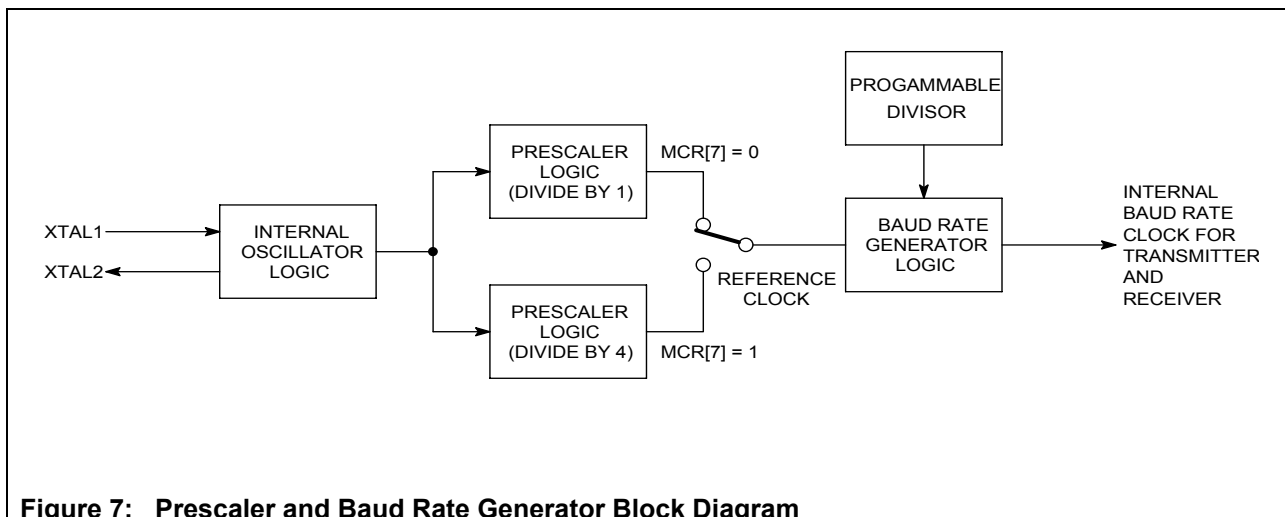 XTAL1
XTAL2
INTERNAL
OSCILLATOR
LOGIC
PRESCALER
LOGIC
(DIVIDE BY 1)
MCR[7] = 0
PRESCALER
LOGIC
(DIVIDE BY 4)
MCR[7] = 1
REFERENCE
CLOCK
PROGAMMABLE
DIVISOR
BAUD RATE
GENERATOR
LOGIC
INTERNAL
BAUD RATE
CLOCK FOR
TRANSMITTER
AND
RECEIVER
Figure 7: Prescaler and Baud Rate Generator Block Diagram